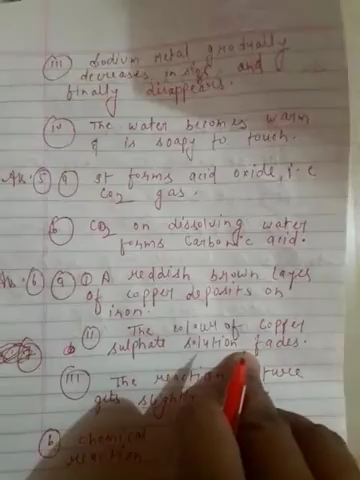 (iii) Sodium metal gradually
decreases in size and
finally disappears.
(iv) The water becomes warm
& is soapy to touch.
Ans. (5) (a) It forms acid oxide, i.e
CO2 gas.
(b) CO2 on dissolving water
forms Carbonic acid.
Ans. (6) (a) (I) A reddish brown layer
of copper deposits on
iron.
(II) The colour of copper
sulphate solution fades.
(III) The reaction
gets
(b) chemical
reaction